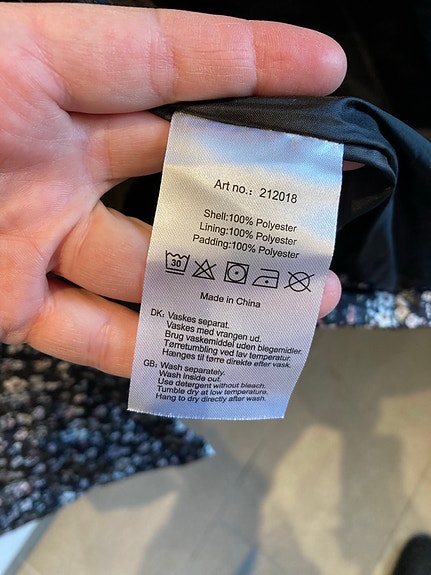 Art no.: 212018
Shell:100% Polyester
Lining:100% Polyester
Padding:100% Polyester
30
Made in China
DK: Vaskes separat.
Vaskes med vrangen ud.
Brug vaskemiddel uden blegemidler.
Tørretumbling ved lav temperatur.
Hænges til tørre direkte efter vask.
GB: Wash separately.
Wash inside out.
Use detergent without bleach.
Tumble dry at low temperature.
Hang to dry directly after wash.